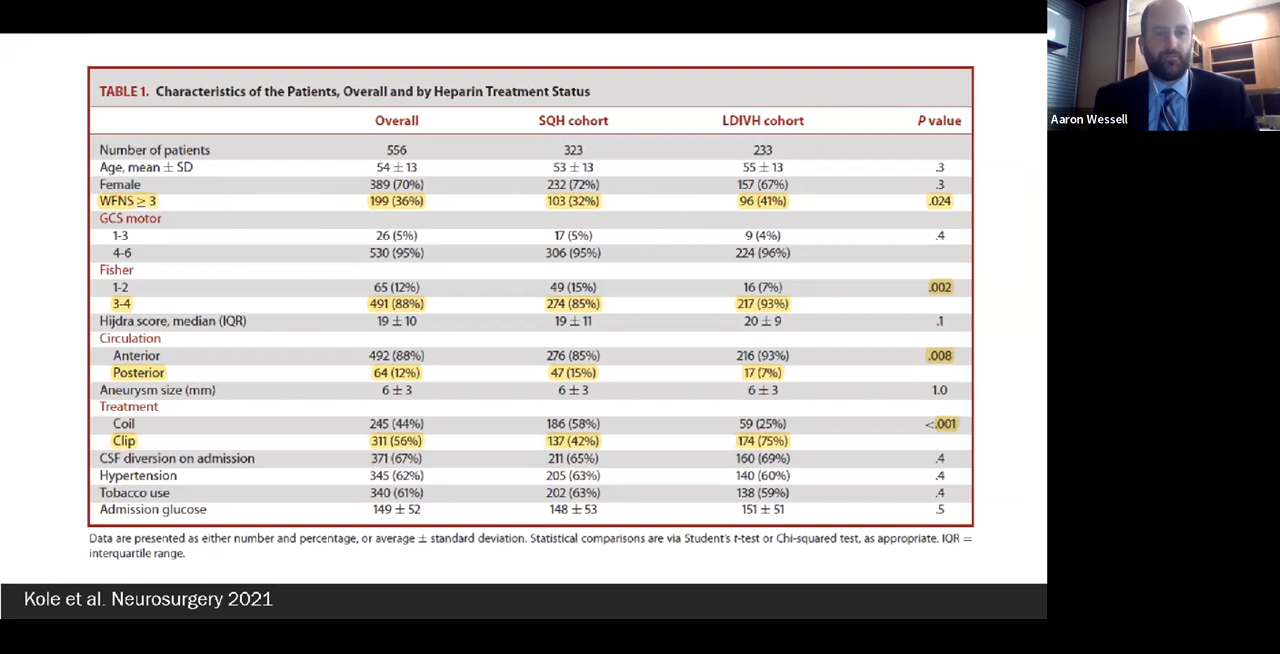 TABLE 1. Characteristics of the Patients, Overall and by Heparin Treatment Status
Overall SQH cohort LDIVH cohort P value
Number of patients 556 323 233
Age, mean ± SD 54 ± 13 53 ± 13 55 ± 13 .3
Female 389 (70%) 232 (72%) 157 (67%) .3
WFNS ≥ 3 199 (36%) 103 (32%) 96 (41%) .024
GCS motor
1-3 26 (5%) 17 (5%) 9 (4%) .4
4-6 530 (95%) 306 (95%) 224 (96%)
Fisher
1-2 65 (12%) 49 (15%) 16 (7%) .002
3-4 491 (88%) 274 (85%) 217 (93%)
Hijdra score, median (IQR) 19 ± 10 19 ± 11 20 ± 9 .1
Circulation
Anterior 492 (88%) 276 (85%) 216 (93%) .008
Posterior 64 (12%) 47 (15%) 17 (7%)
Aneurysm size (mm) 6 ± 3 6 ± 3 6 ± 3 1.0
Treatment
Coil 245 (44%) 186 (58%) 59 (25%) <.001
Clip 311 (56%) 137 (42%) 174 (75%)
CSF diversion on admission 371 (67%) 211 (65%) 160 (69%) .4
Hypertension 345 (62%) 205 (63%) 140 (60%) .4
Tobacco use 340 (61%) 202 (63%) 138 (59%) .4
Admission glucose 149 ± 52 148 ± 53 151 ± 51 .5
Data are presented as either number and percentage, or average ± standard deviation. Statistical comparisons are via Student's t-test or Chi-squared test, as appropriate. IQR =
interquartile range.
Kole et al. Neurosurgery 2021
Aaron Wessell